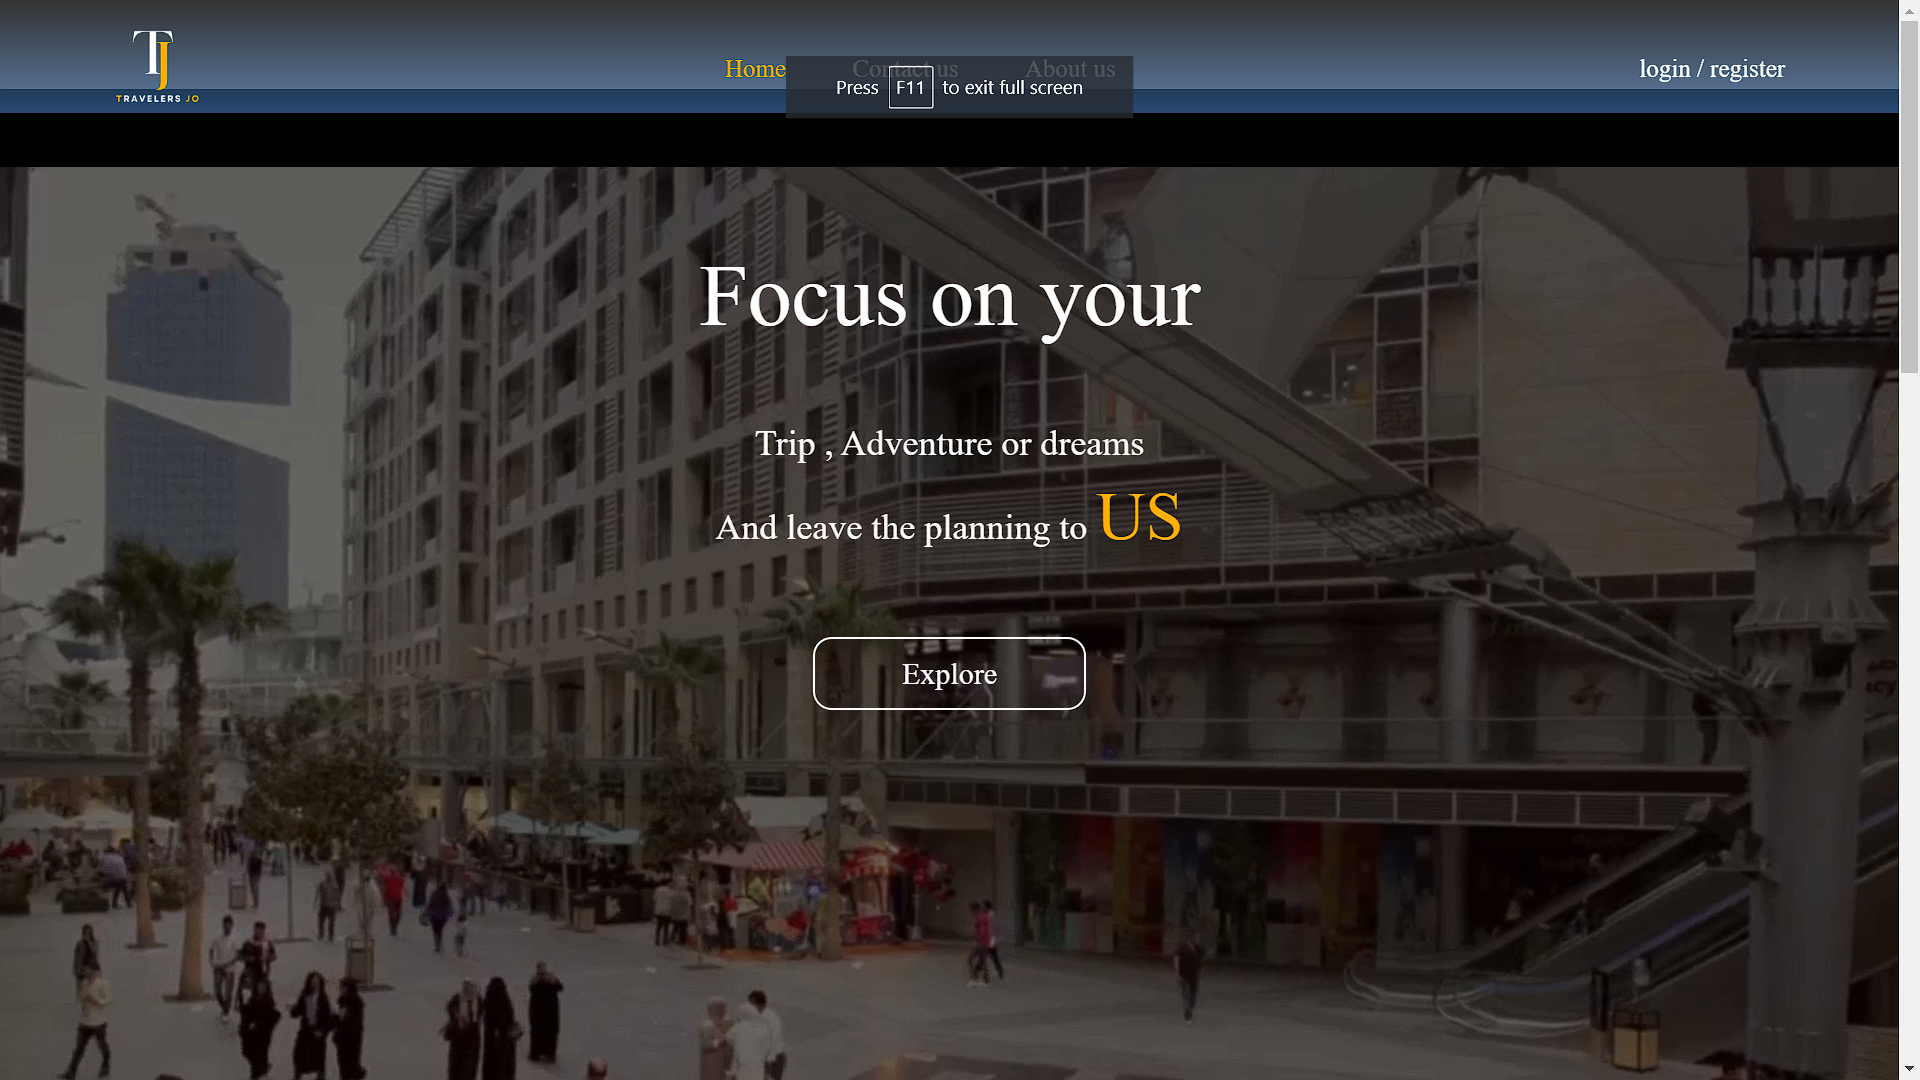 TJ
TRAVELERS JO
Home
Contact us
About us
login / register
Press F11 to exit full screen
Focus on your
Trip , Adventure or dreams
And leave the planning to US
Explore